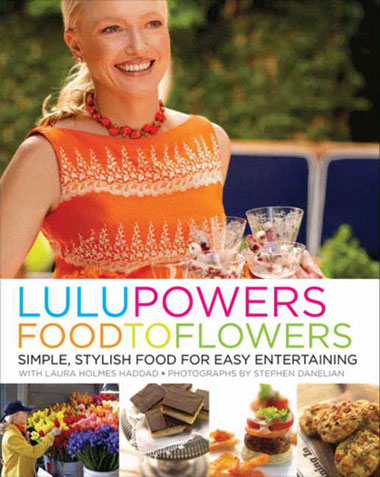 LULUPOWERS
FOODTOFLOWERS
SIMPLE, STYLISH FOOD FOR EASY ENTERTAINING
WITH LAURA HOLMES HADDAD • PHOTOGRAPHS BY STEPHEN DANELIAN